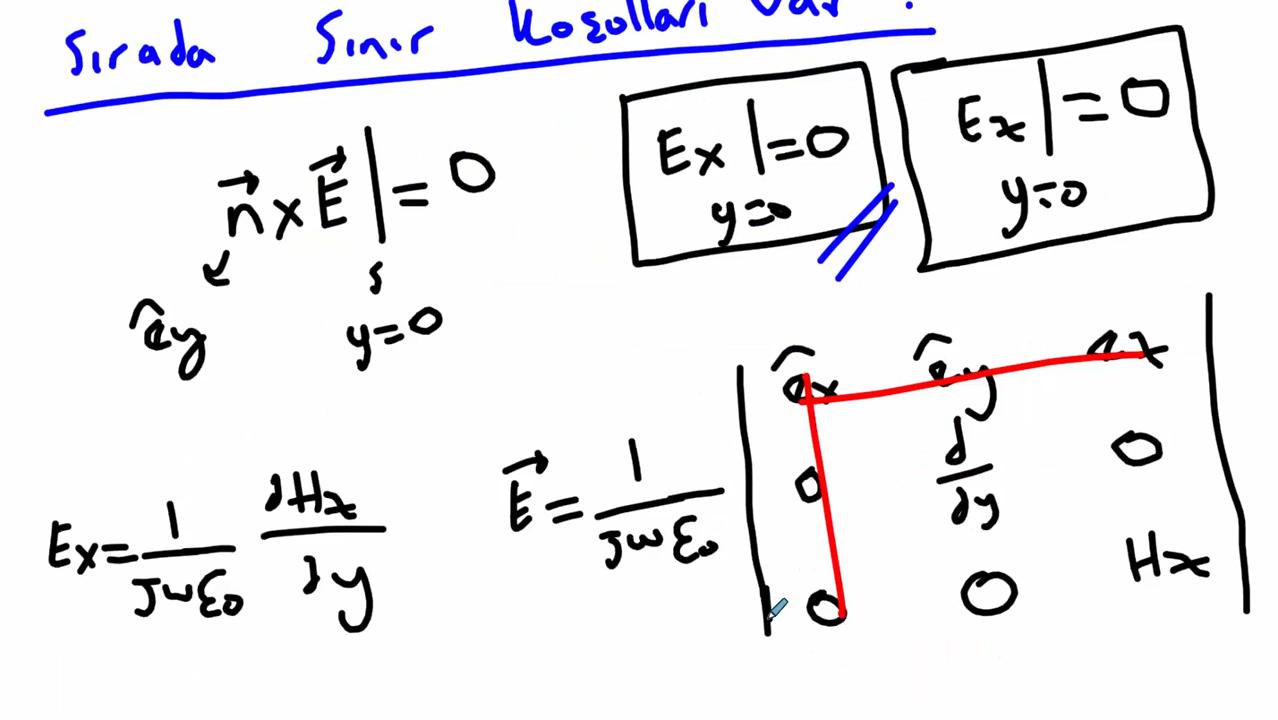 Sırada Sınır Koşulları Var !
n⃗ x E⃗ |ₛ = 0
Ex | = 0
y=0
Ez | = 0
y=0
ây
y=0
Ex = 1/(Jωε₀) ∂Hz/∂y
E⃗ = 1/(Jωε₀)
| âx ây âz |
| 0 ∂/∂y 0 |
| 0 0 Hz |